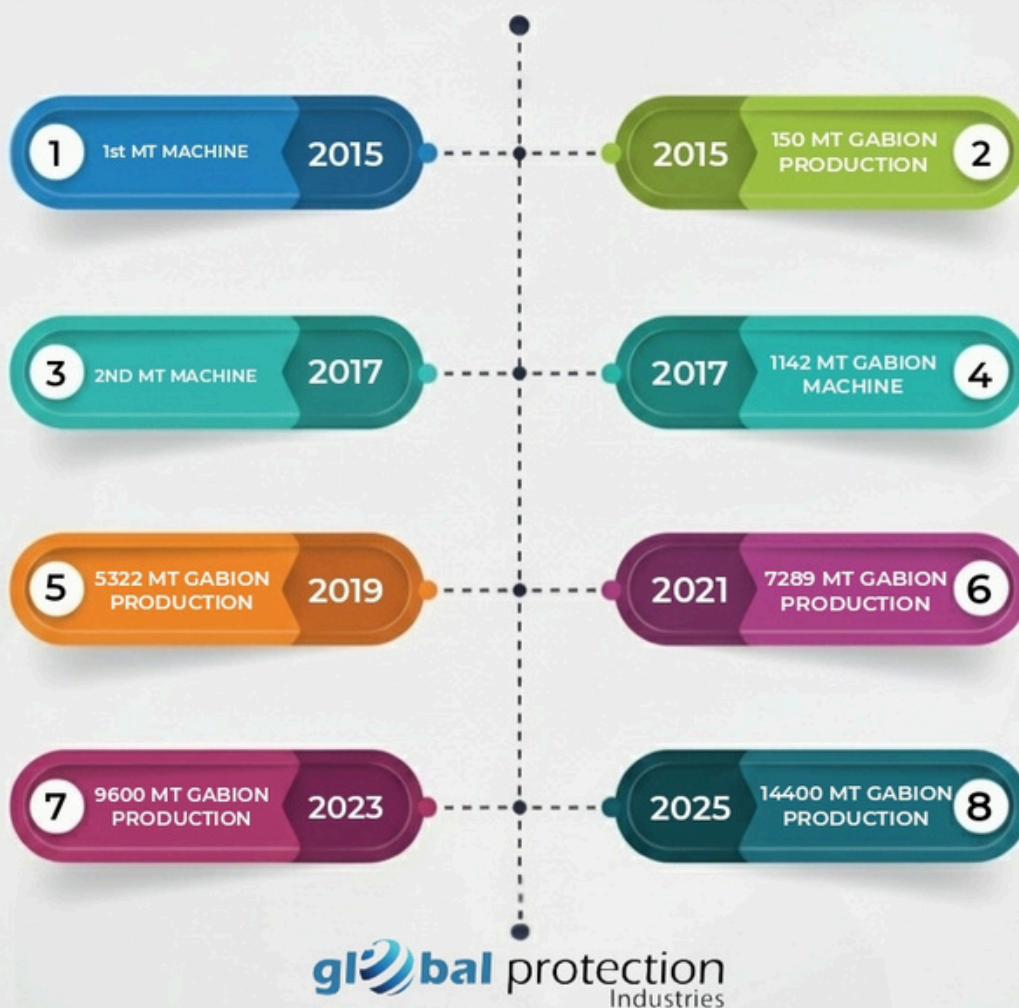 1
1st MT MACHINE
2015
2015
150 MT GABION
PRODUCTION
2
3
2ND MT MACHINE
2017
2017
1142 MT GABION
MACHINE
4
5
5322 MT GABION
PRODUCTION
2019
2021
7289 MT GABION
PRODUCTION
6
7
9600 MT GABION
PRODUCTION
2023
2025
14400 MT GABION
PRODUCTION
8
global protection
Industries